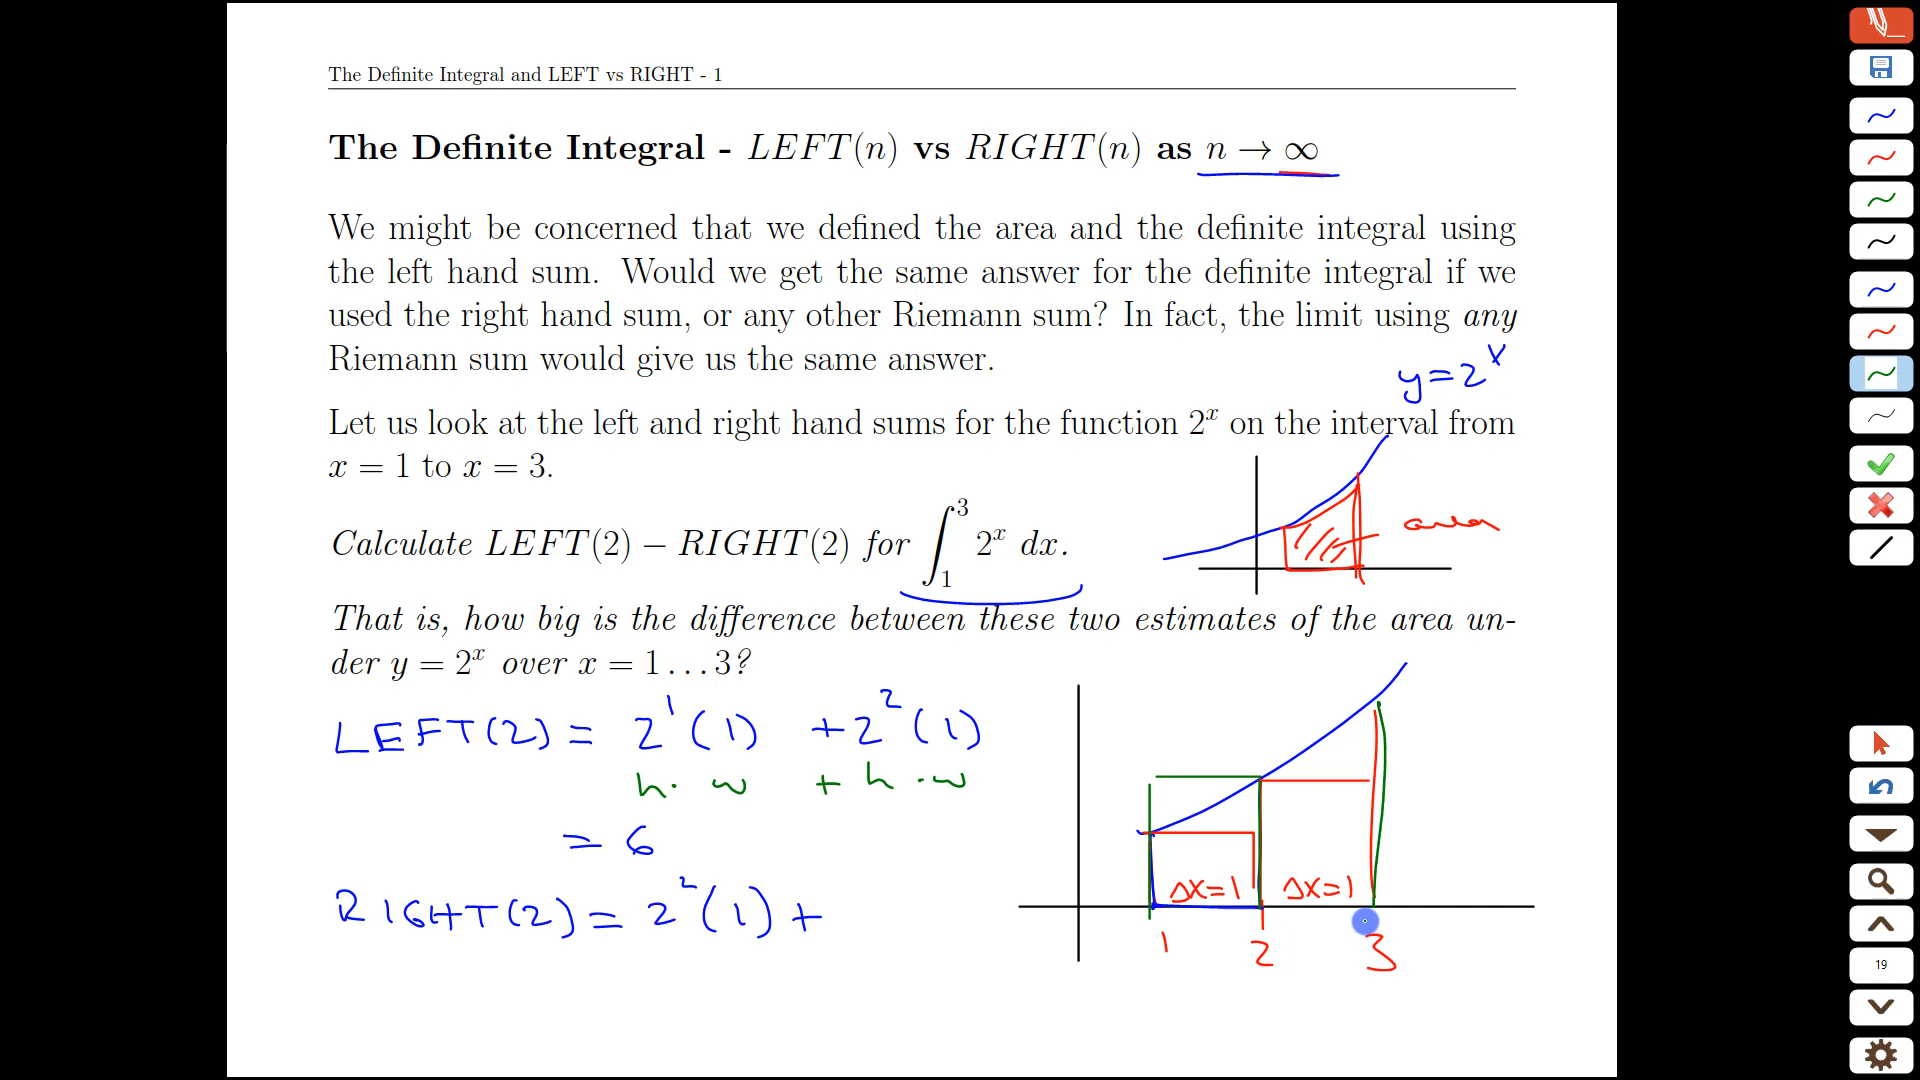 The Definite Integral and LEFT vs RIGHT - 1
The Definite Integral - LEFT(n) vs RIGHT(n) as n → ∞
We might be concerned that we defined the area and the definite integral using
the left hand sum. Would we get the same answer for the definite integral if we
used the right hand sum, or any other Riemann sum? In fact, the limit using any
Riemann sum would give us the same answer.
y=2^x
Let us look at the left and right hand sums for the function 2^x on the interval from
x = 1 to x = 3.
Calculate LEFT(2) − RIGHT(2) for ∫_1^3 2^x dx.
area
That is, how big is the difference between these two estimates of the area un-
der y = 2^x over x = 1 . . . 3?
LEFT(2) = 2^1 (1) + 2^2 (1)
h · w + h · w
= 6
RIGHT(2) = 2^2 (1) +
Δx=1 Δx=1
1 2 3
19